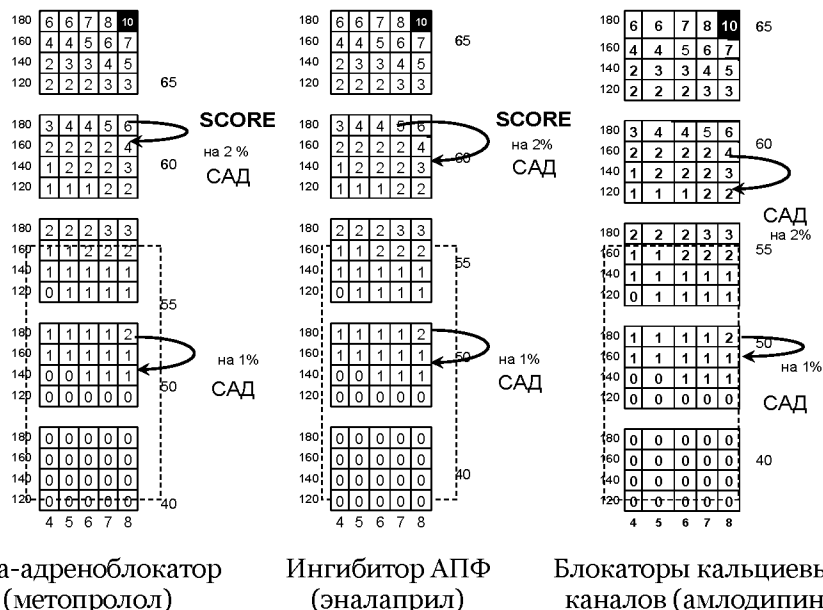 180 6 6 7 8 10
160 4 4 5 6 7
140 2 3 3 4 5
120 2 2 2 3 3
65
180 3 4 4 5 6
SCORE
160 2 2 2 2 4
на 2 %
140 1 2 2 2 3
60
САД
120 1 1 1 2 2
180 2 2 2 3 3
160 1 1 2 2 2
140 1 1 1 1 1
120 0 1 1 1 1
55
180 1 1 1 1 2
160 1 1 1 1 1
на 1%
140 0 0 1 1 1
50
САД
120 0 0 0 0 0
180 0 0 0 0 0
160 0 0 0 0 0
140 0 0 0 0 0
120 0 0 0 0 0
40
4 5 6 7 8
а-адреноблокатор
(метопролол)
180 6 6 7 8 10
160 4 4 5 6 7
65
140 2 3 3 4 5
120 2 2 2 3 3
180 3 4 4 5 6
SCORE
160 2 2 2 2 4
на 2%
60
140 1 2 2 2 3
САД
120 1 1 1 2 2
180 2 2 2 3 3
160 1 1 2 2 2
55
140 1 1 1 1 1
120 0 1 1 1 1
180 1 1 1 1 2
160 1 1 1 1 1
50
на 1%
140 0 0 1 1 1
САД
120 0 0 0 0 0
180 0 0 0 0 0
160 0 0 0 0 0
140 0 0 0 0 0
40
120 0 0 0 0 0
4 5 6 7 8
Ингибитор АПФ
(эналаприл)
180 6 6 7 8 10
65
160 4 4 5 6 7
140 2 3 3 4 5
120 2 2 2 3 3
180 3 4 4 5 6
60
160 2 2 2 2 4
140 1 2 2 2 3
120 1 1 1 2 2
САД
180 2 2 2 3 3
на 2%
55
160 1 1 2 2 2
140 1 1 1 1 1
120 0 1 1 1 1
180 1 1 1 1 2
50
160 1 1 1 1 1
на 1%
140 0 0 1 1 1
120 0 0 0 0 0
САД
180 0 0 0 0 0
160 0 0 0 0 0
40
140 0 0 0 0 0
120 0 0 0 0 0
4 5 6 7 8
Блокаторы кальциевы
каналов (амлодипин